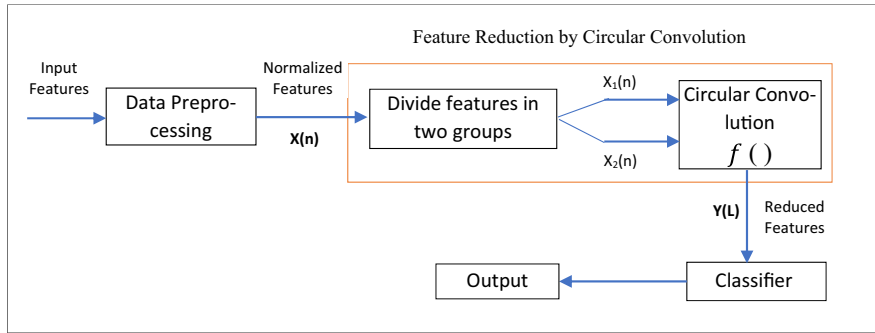 Feature Reduction by Circular Convolution
Input
Features
Data Prepro-
cessing
Normalized
Features
X(n)
Divide features in
two groups
X₁(n)
X₂(n)
Circular Convo-
lution
f ( )
Y(L)
Reduced
Features
Classifier
Output